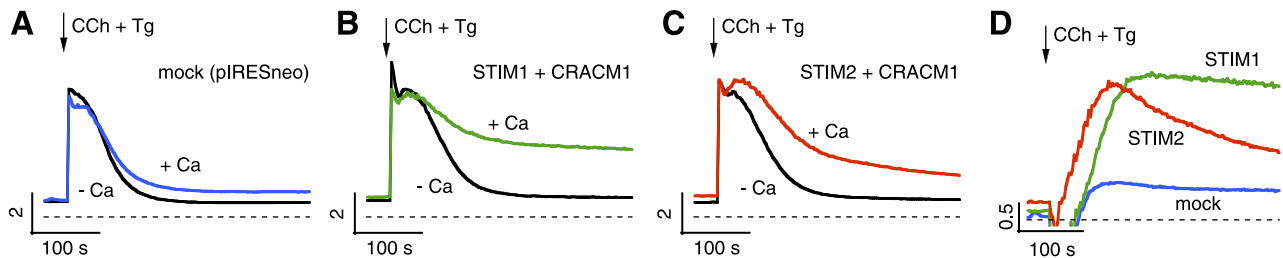 A
CCh + Tg
mock (pIRESneo)
+ Ca
- Ca
2
100 s
B
CCh + Tg
STIM1 + CRACM1
+ Ca
- Ca
2
100 s
C
CCh + Tg
STIM2 + CRACM1
+ Ca
- Ca
2
100 s
D
CCh + Tg
STIM1
STIM2
mock
0.5
100 s